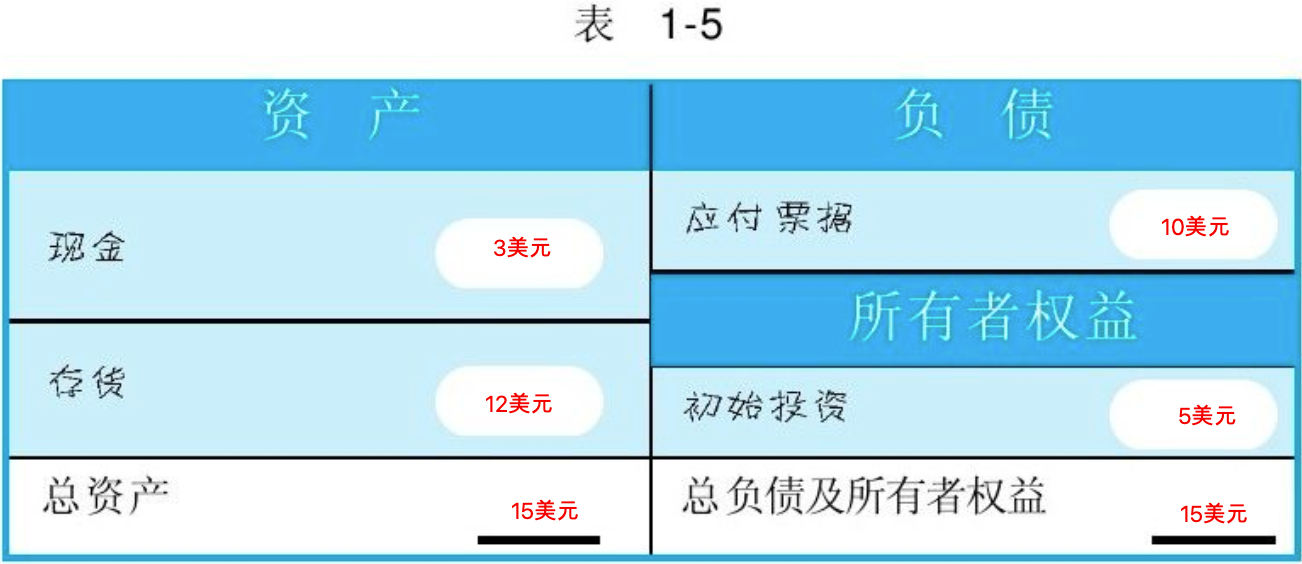 表 1-5
资 产
现金 3美元
存货 12美元
总资产 15美元
负 债
应付票据 10美元
所有者权益
初始投资 5美元
总负债及所有者权益 15美元